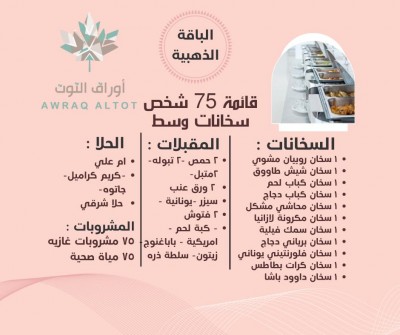 الباقة
الذهبية
أوراق التوت
AWRAQ ALTOT
قائمة 75 شخص
سخانات وسط
السخانات :
١ سخان روبيان مشوي
١ سخان شيش طاووق
١ سخان كباب لحم
١ سخان كباب دجاج
١ سخان محاشي مشكل
١ سخان مكرونة لازانيا
١ سخان سمك فيلية
١ سخان برياني دجاج
١ سخان فلورنتيني يوناني
١ سخان كرات بطاطس
١ سخان داوود باشا
المقبلات :
٢ حمص -٢ تبوله-
٢متبل-
٢ ورق عنب
سيزر -يونانية -
٢ فتوش
- كبة لحم -
امريكية - باباغنوج-
زيتون- سلطة ذره
الحلا :
ام علي
-كريم كراميل-
جاتوه-
حلا شرقي
المشروبات :
٧٥ مشروبات غازيه
٧٥ مياة صحية